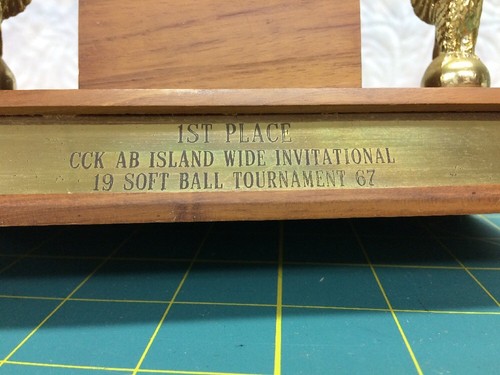 1ST PLACE
CCK AB ISLAND WIDE INVITATIONAL
19 SOFT BALL TOURNAMENT 67